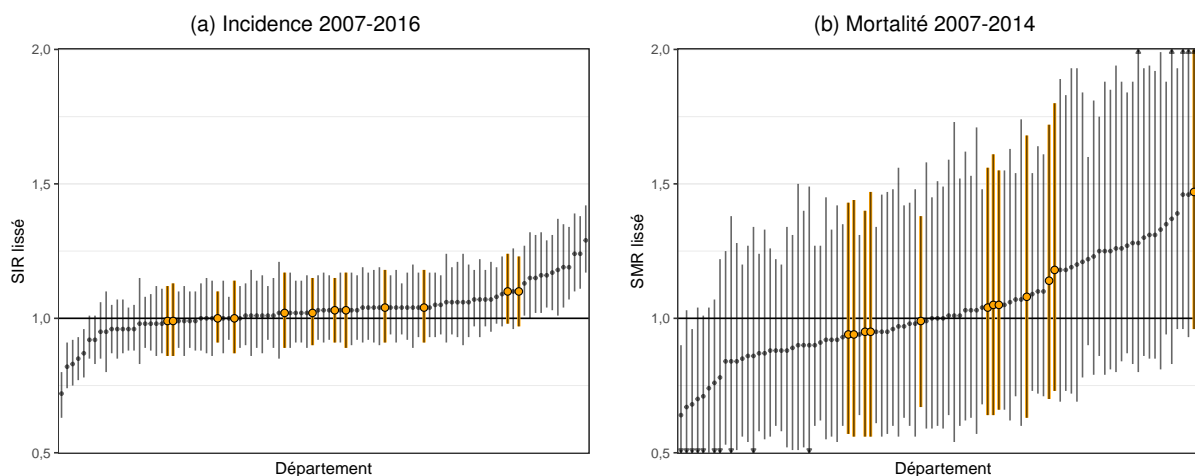 (a) Incidence 2007-2016
2,0
1,5
1,0
0,5
SIR lissé
Département
(b) Mortalité 2007-2014
2,0
1,5
1,0
0,5
SMR lissé
Département